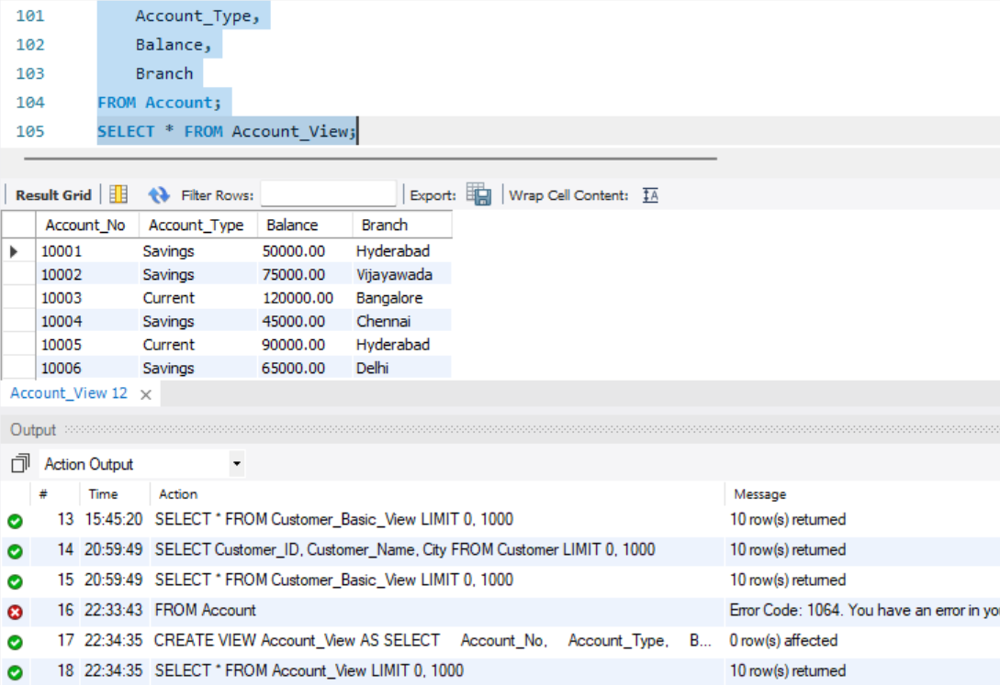 101 Account_Type,
102 Balance,
103 Branch
104 FROM Account;
105 SELECT * FROM Account_View;
Result Grid Filter Rows: Export: Wrap Cell Content: IA
Account_No Account_Type Balance Branch
10001 Savings 50000.00 Hyderabad
10002 Savings 75000.00 Vijayawada
10003 Current 120000.00 Bangalore
10004 Savings 45000.00 Chennai
10005 Current 90000.00 Hyderabad
10006 Savings 65000.00 Delhi
Account_View 12
Output
Action Output
# Time Action Message
13 15:45:20 SELECT * FROM Customer_Basic_View LIMIT 0, 1000 10 row(s) returned
14 20:59:49 SELECT Customer_ID, Customer_Name, City FROM Customer LIMIT 0, 1000 10 row(s) returned
15 20:59:49 SELECT * FROM Customer_Basic_View LIMIT 0, 1000 10 row(s) returned
16 22:33:43 FROM Account Error Code: 1064. You have an error in you
17 22:34:35 CREATE VIEW Account_View AS SELECT Account_No, Account_Type, B... 0 row(s) affected
18 22:34:35 SELECT * FROM Account_View LIMIT 0, 1000 10 row(s) returned